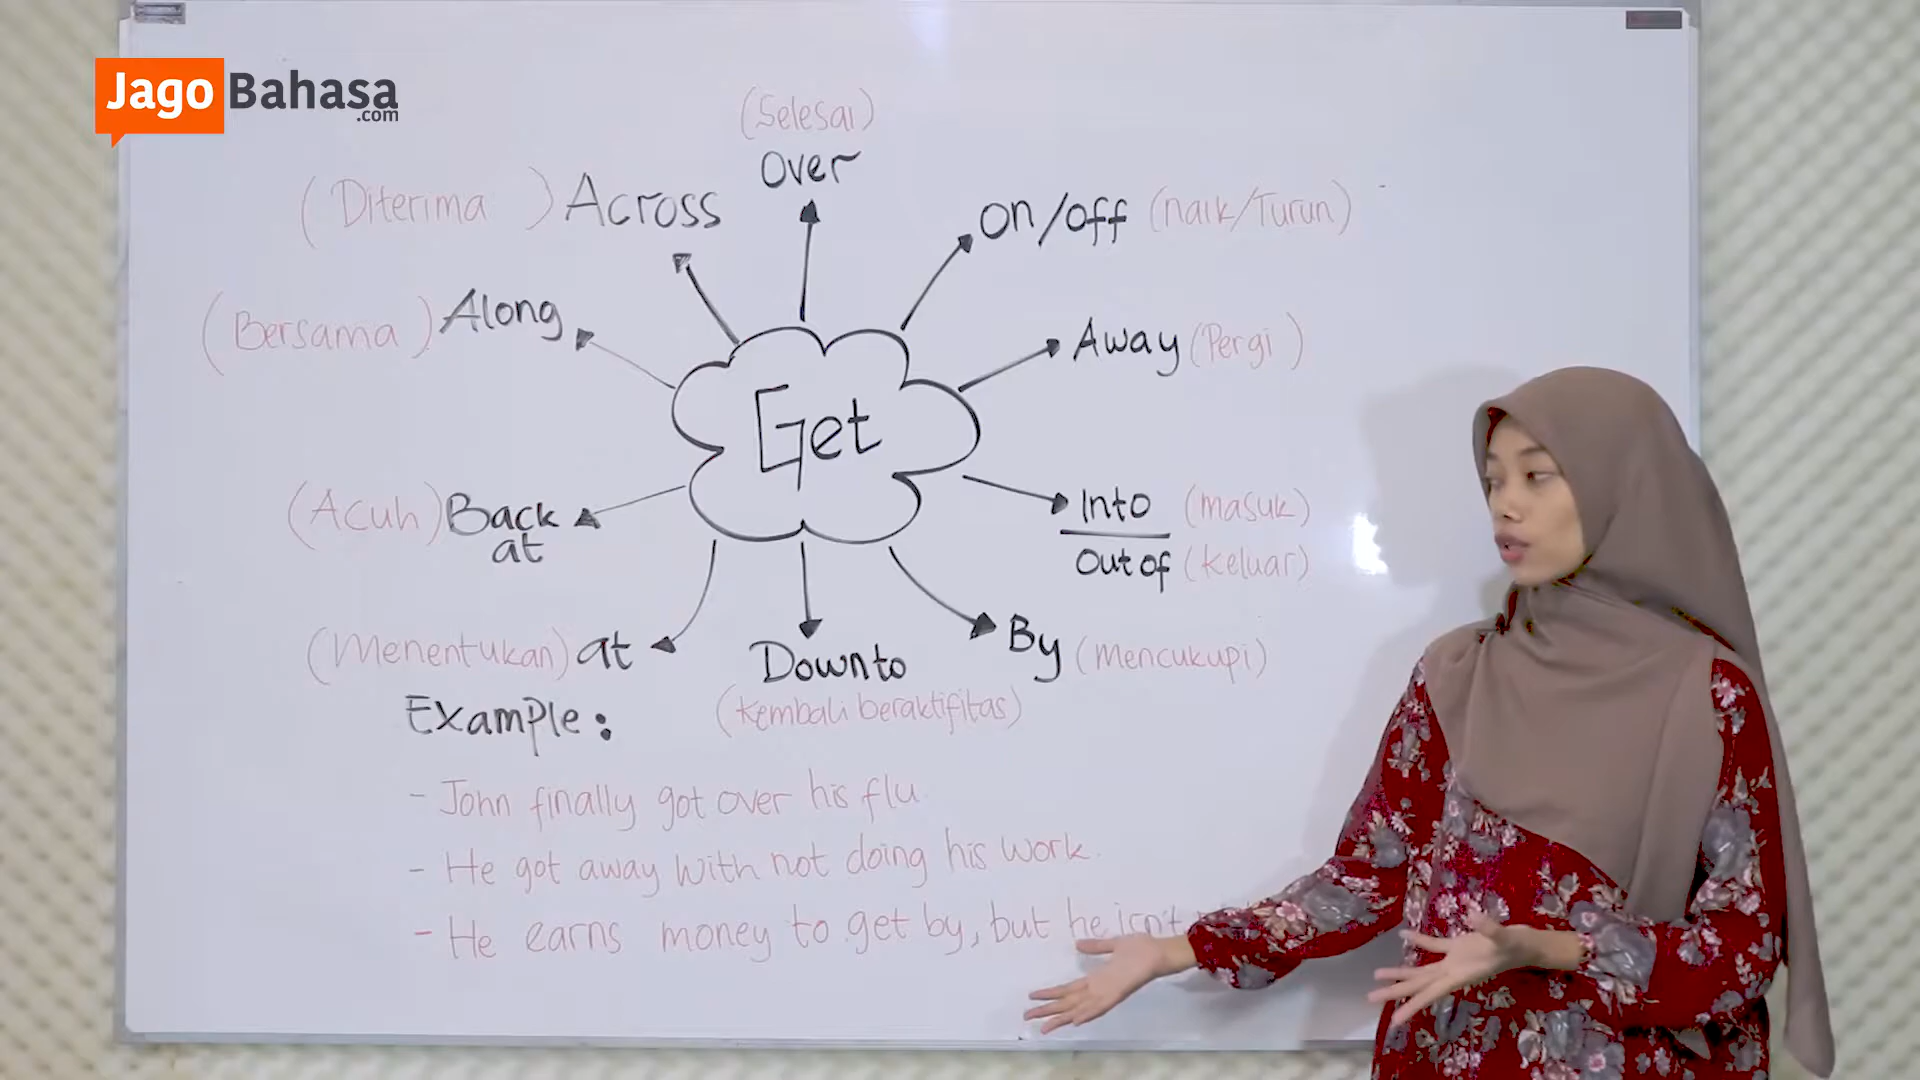 JagoBahasa
.com
(Selesai)
Over
(Diterima) Across
On/off (naik/Turun)
(Bersama) Along
Away (Pergi)
Get
(Acuh) Back at
Into (masuk)
Out of (keluar)
(Menentukan) at
Down to
(kembali beraktifitas)
By (mencukupi)
Example:
- John finally got over his flu.
- He got away with not doing his work.
- He earns money to get by, but he isn't